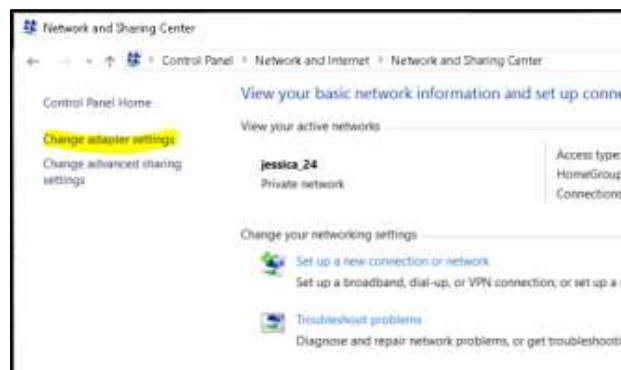 Network and Sharing Center
Control Panel > Network and Internet > Network and Sharing Center
Control Panel Home
Change adapter settings
Change advanced sharing
settings
View your basic network information and set up conne
View your active networks
jessica_24
Private network
Access type:
HomeGroup
Connections
Change your networking settings
Set up a new connection or network
Set up a broadband, dial-up, or VPN connection; or set up a
Troubleshoot problems
Diagnose and repair network problems, or get troubleshooti